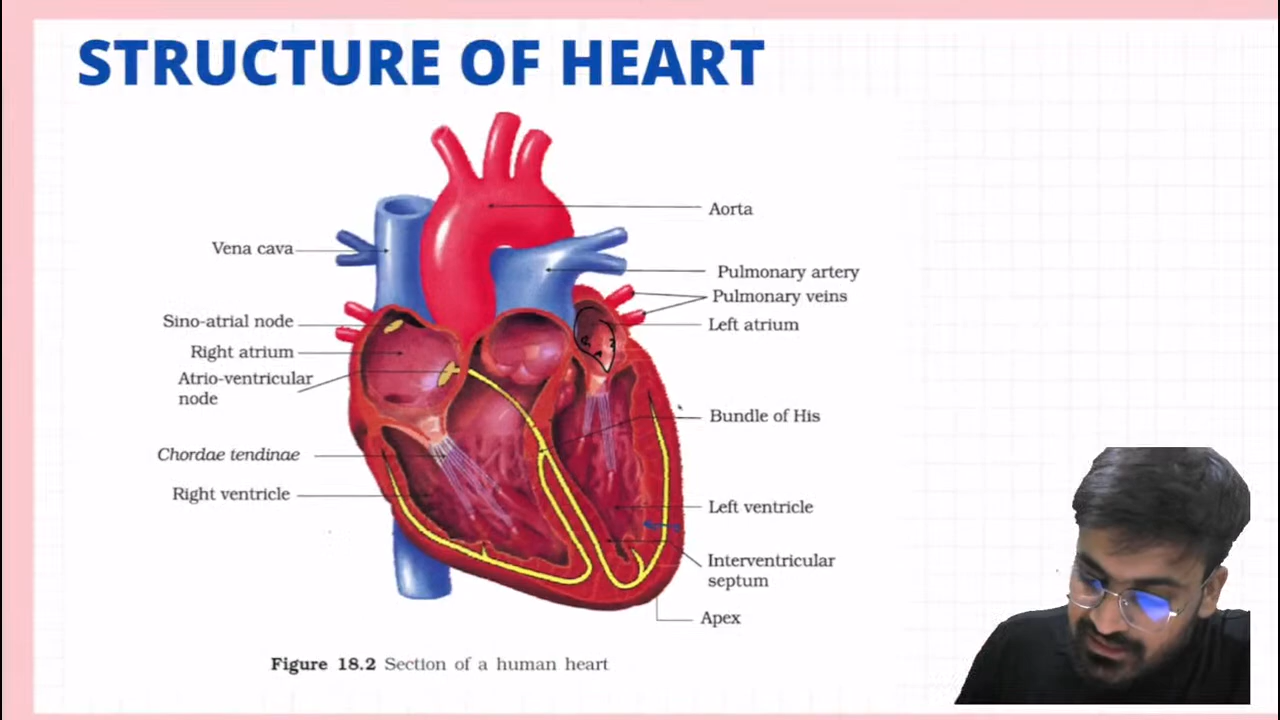 STRUCTURE OF HEART
Aorta
Vena cava
Pulmonary artery
Pulmonary veins
Sino-atrial node
Left atrium
Right atrium
Atrio-ventricular
node
Bundle of His
Chordae tendinae
Right ventricle
Left ventricle
Interventricular
septum
Apex
Figure 18.2 Section of a human heart